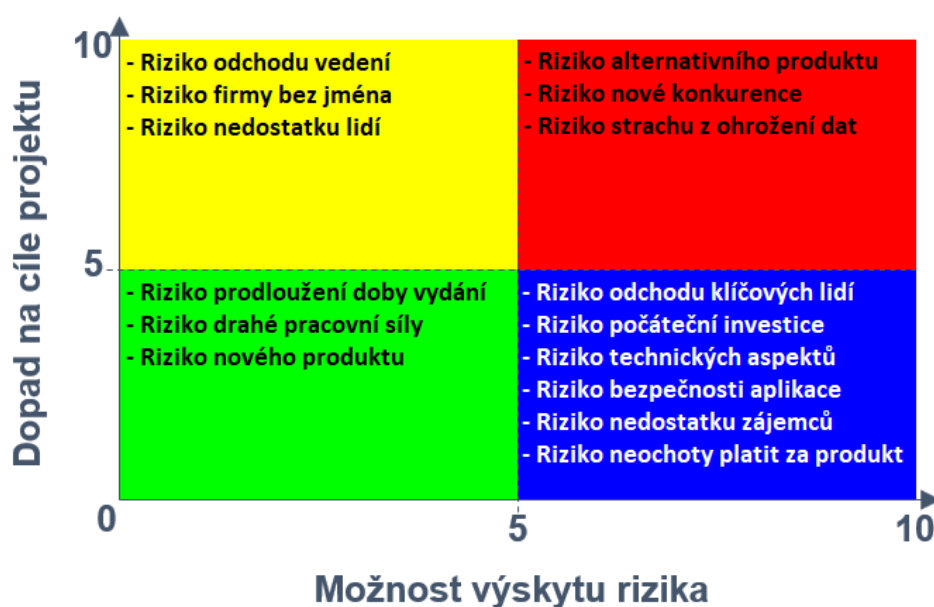 Dopad na cíle projektu
10
- Riziko odchodu vedení
- Riziko firmy bez jména
- Riziko nedostatku lidí
- Riziko alternativního produktu
- Riziko nové konkurence
- Riziko strachu z ohrožení dat
5
- Riziko prodloužení doby vydání
- Riziko drahé pracovní síly
- Riziko nového produktu
- Riziko odchodu klíčových lidí
- Riziko počáteční investice
- Riziko technických aspektů
- Riziko bezpečnosti aplikace
- Riziko nedostatku zájemců
- Riziko neochoty platit za produkt
0
5
10
Možnost výskytu rizika